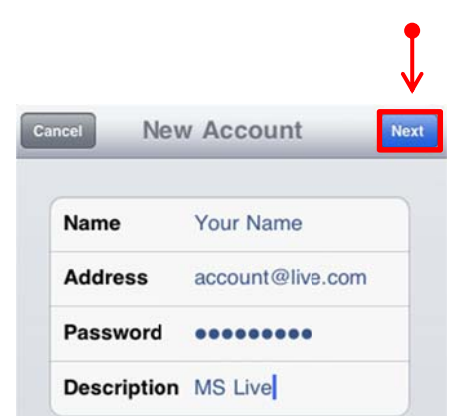 Cancel New Account Next
Name Your Name
Address account@live.com
Password ●●●●●●●●●
Description MS Live